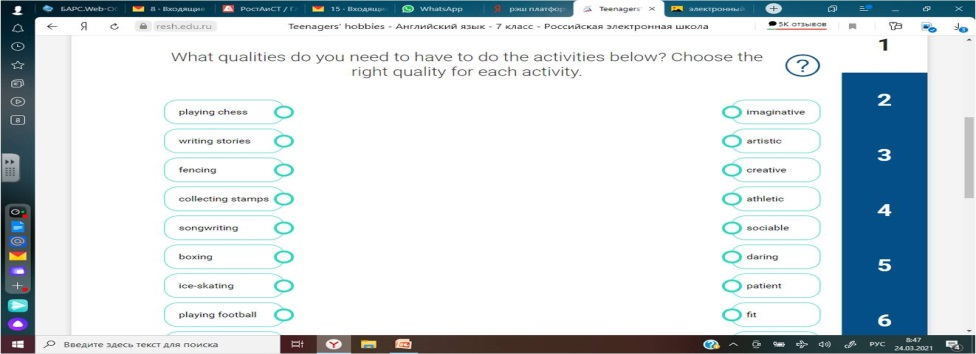 БАРС.Web-О
8 - Входящие
РостАиСТ / Г
15 - Входящи
WhatsApp
рэш платфор
Teenagers'
электронный
resh.edu.ru
Teenagers' hobbies - Английский язык - 7 класс - Российская электронная школа
5K отзывов
What qualities do you need to have to do the activities below? Choose the
right quality for each activity.
?
1
2
3
4
5
6
playing chess
imaginative
writing stories
artistic
fencing
creative
collecting stamps
athletic
songwriting
sociable
boxing
daring
ice-skating
patient
playing football
fit
Введите здесь текст для поиска
РУС
8:47
24.03.2021